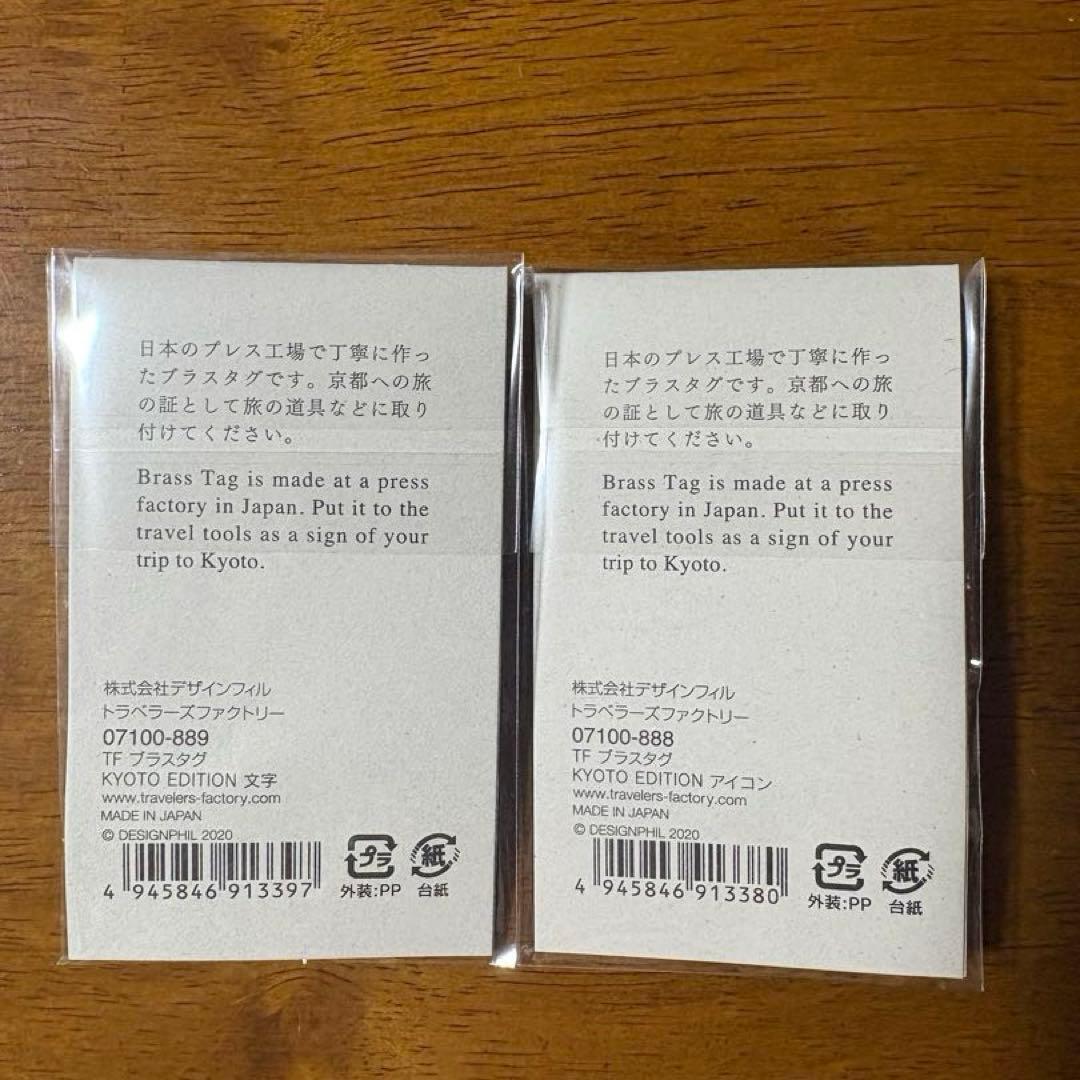 日本のプレス工場で丁寧に作っ
たブラスタグです。京都への旅
の証として旅の道具などに取り
付けてください。
Brass Tag is made at a press
factory in Japan. Put it to the
travel tools as a sign of your
trip to Kyoto.
株式会社デザインフィル
トラベラーズファクトリー
07100-889
TF ブラスタグ
KYOTO EDITION 文字
www.travelers-factory.com
MADE IN JAPAN
© DESIGNPHIL 2020
4 945846 913397
プラ
外装:PP
紙
台紙
日本のプレス工場で丁寧に作っ
たブラスタグです。京都への旅
の証として旅の道具などに取り
付けてください。
Brass Tag is made at a press
factory in Japan. Put it to the
travel tools as a sign of your
trip to Kyoto.
株式会社デザインフィル
トラベラーズファクトリー
07100-888
TF ブラスタグ
KYOTO EDITION アイコン
www.travelers-factory.com
MADE IN JAPAN
© DESIGNPHIL 2020
4 945846 913380
プラ
外装:PP
紙
台紙